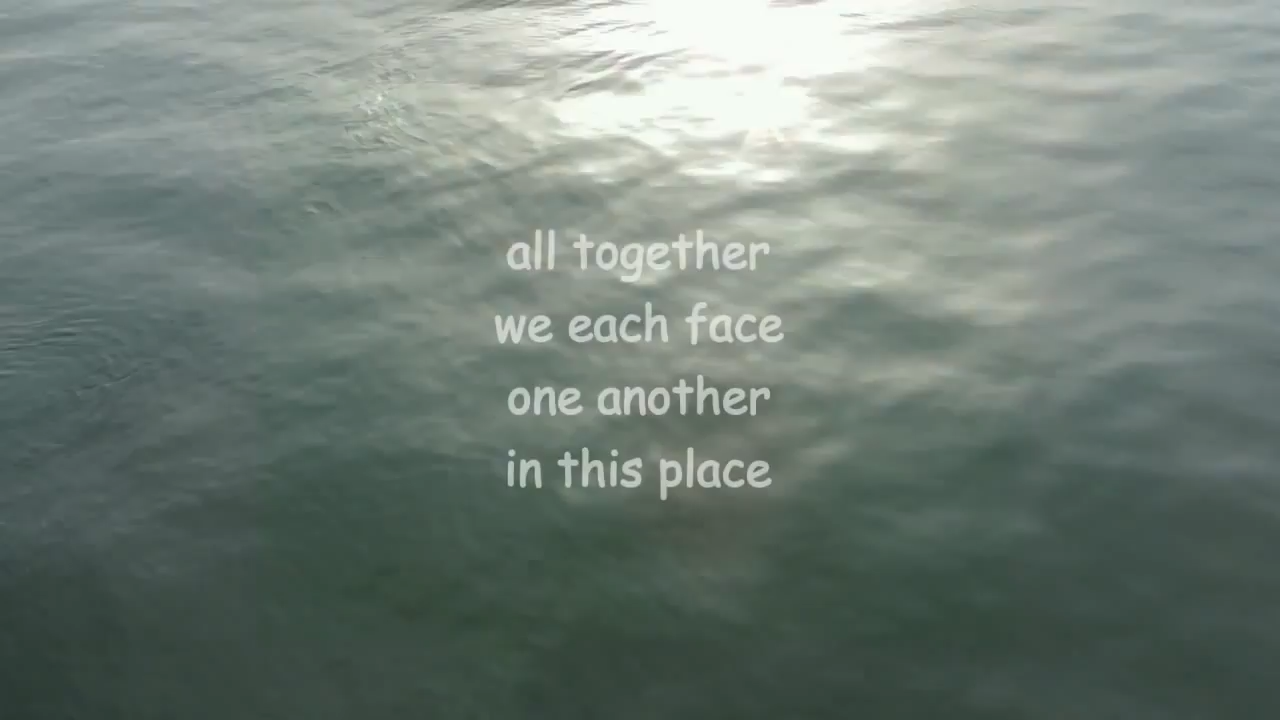 all together
we each face
one another
in this place